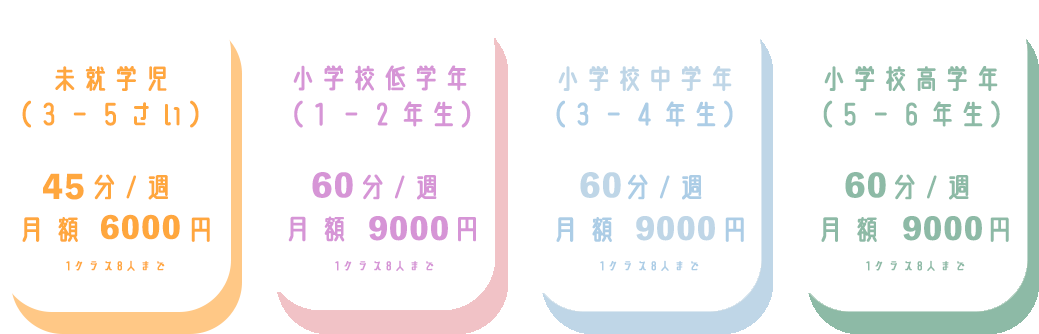 未就学児
(3-5さい)
45分/週
月額 6000円
1クラス8人まで
小学校低学年
(1-2年生)
60分/週
月額 9000円
1クラス8人まで
小学校中学年
(3-4年生)
60分/週
月額 9000円
1クラス8人まで
小学校高学年
(5-6年生)
60分/週
月額 9000円
1クラス8人まで